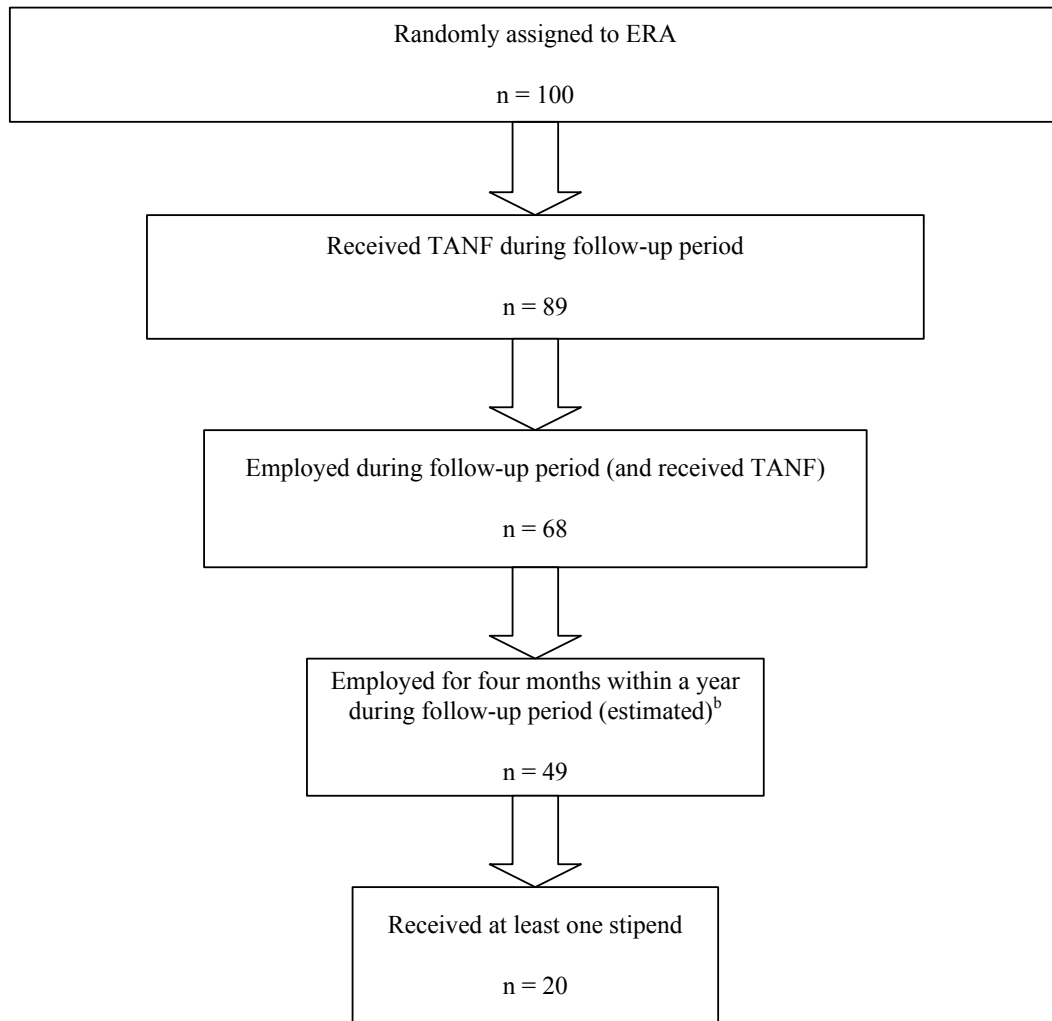 Randomly assigned to ERA
n = 100
Received TANF during follow-up period
n = 89
Employed during follow-up period (and received TANF)
n = 68
Employed for four months within a year
during follow-up period (estimated)b
n = 49
Received at least one stipend
n = 20